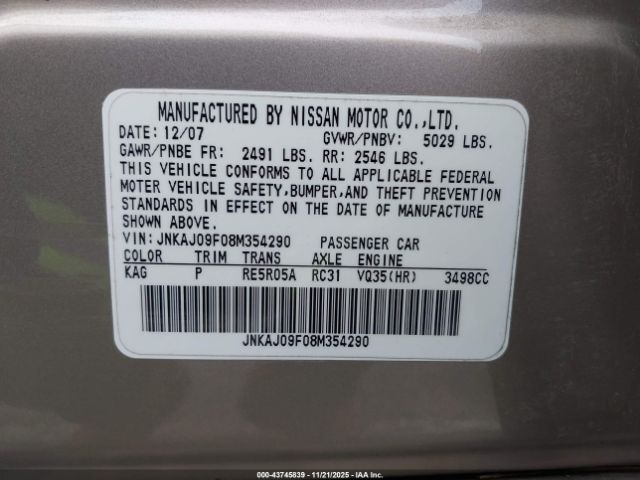 MANUFACTURED BY NISSAN MOTOR CO.,LTD.
DATE: 12/07 GVWR/PNBV: 5029 LBS.
GAWR/PNBE FR: 2491 LBS. RR: 2546 LBS.
THIS VEHICLE CONFORMS TO ALL APPLICABLE FEDERAL
MOTOR VEHICLE SAFETY,BUMPER,AND THEFT PREVENTION
STANDARDS IN EFFECT ON THE DATE OF MANUFACTURE
SHOWN ABOVE.
VIN: JNKAJ09F08M354290 PASSENGER CAR
COLOR TRIM TRANS AXLE ENGINE
KAG P RE5R05A RC31 VQ35(HR) 3498CC
JNKAJ09F08M354290
000-43745839 - 11/21/2025 - IAA, Inc.